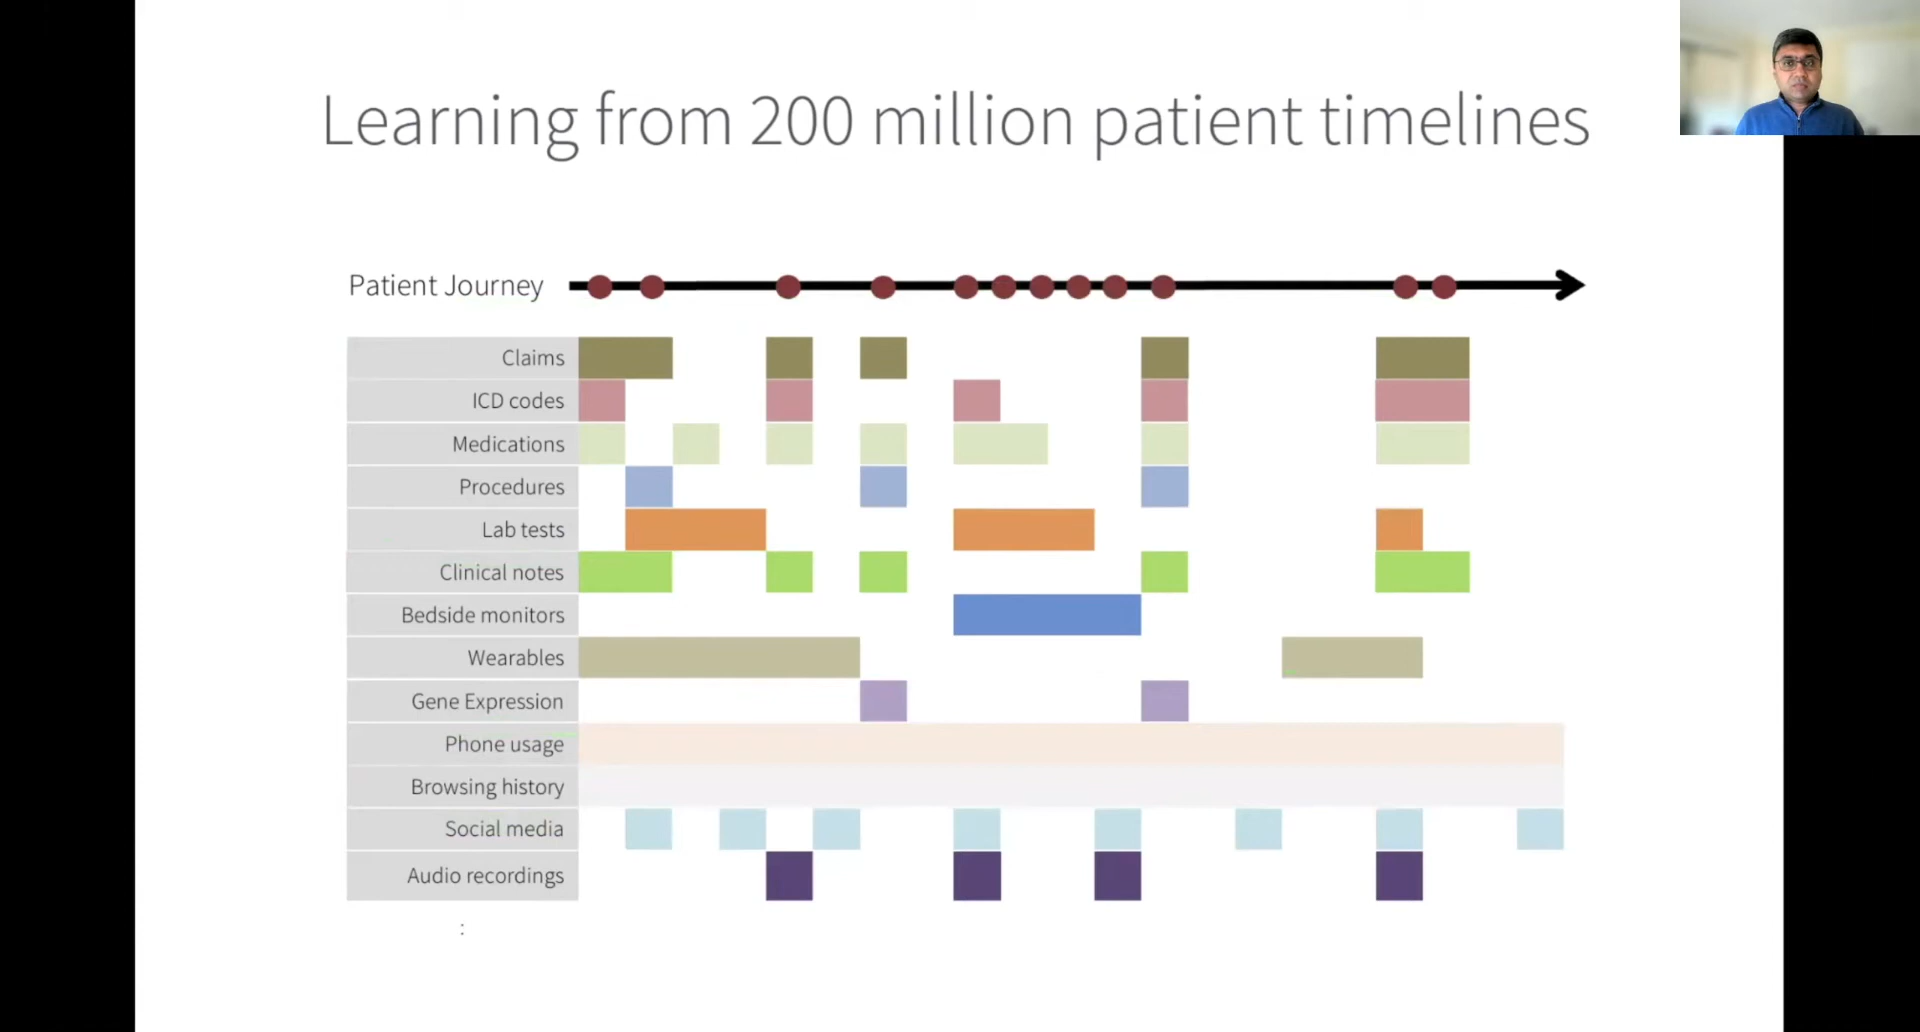 Learning from 200 million patient timelines
Patient Journey
Claims
ICD codes
Medications
Procedures
Lab tests
Clinical notes
Bedside monitors
Wearables
Gene Expression
Phone usage
Browsing history
Social media
Audio recordings
: